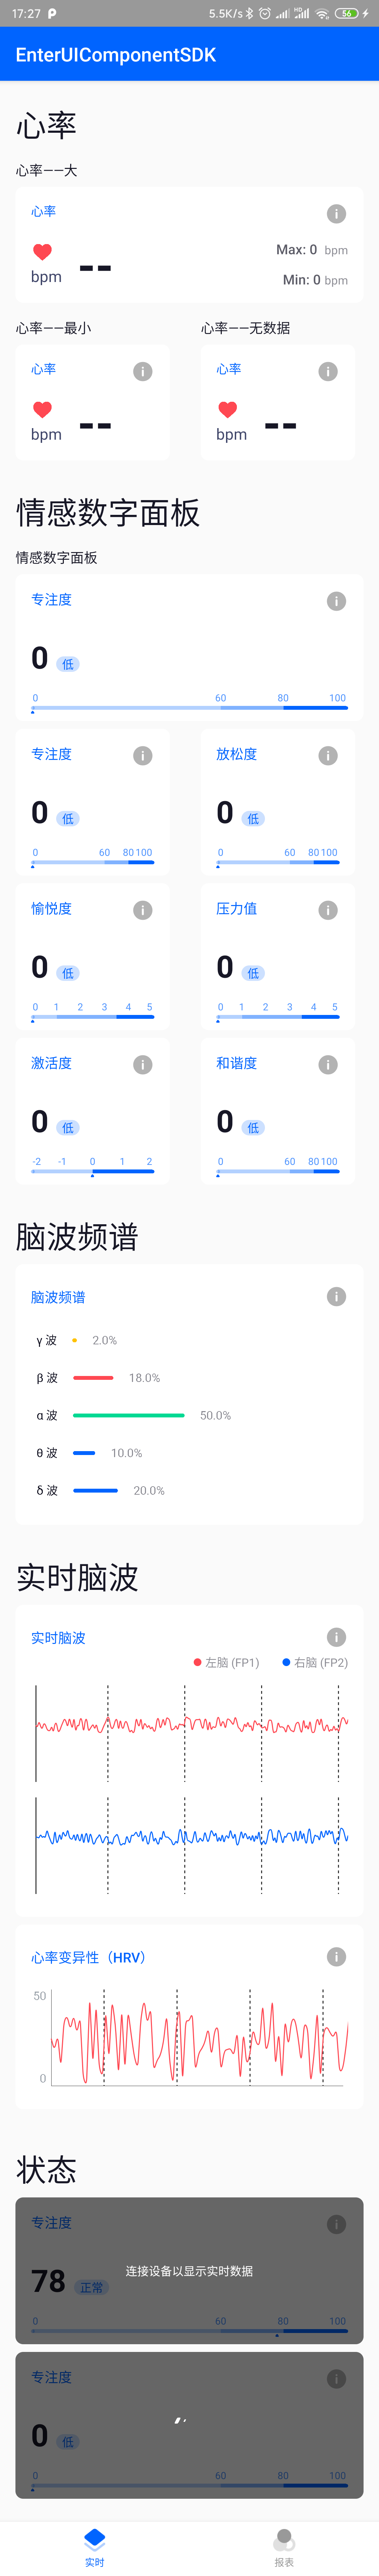 17:27 5.5K/s HD 56
EnterUIComponentSDK
心率
心率——大
心率
bpm -- Max: 0 bpm
Min: 0 bpm
心率——最小 心率——无数据
心率 心率
bpm -- bpm --
情感数字面板
情感数字面板
专注度
0 低
0 60 80 100
专注度 放松度
0 低 0 低
0 60 80 100 0 60 80 100
愉悦度 压力值
0 低 0 低
0 1 2 3 4 5 0 1 2 3 4 5
激活度 和谐度
0 低 0 低
-2 -1 0 1 2 0 60 80 100
脑波频谱
脑波频谱
γ 波 2.0%
β 波 18.0%
α 波 50.0%
θ 波 10.0%
δ 波 20.0%
实时脑波
实时脑波
左脑 (FP1) 右脑 (FP2)
心率变异性（HRV）
50
0
状态
专注度
连接设备以显示实时数据
78 正常
0 60 80 100
专注度
0 低
0 60 80 100
实时 报表